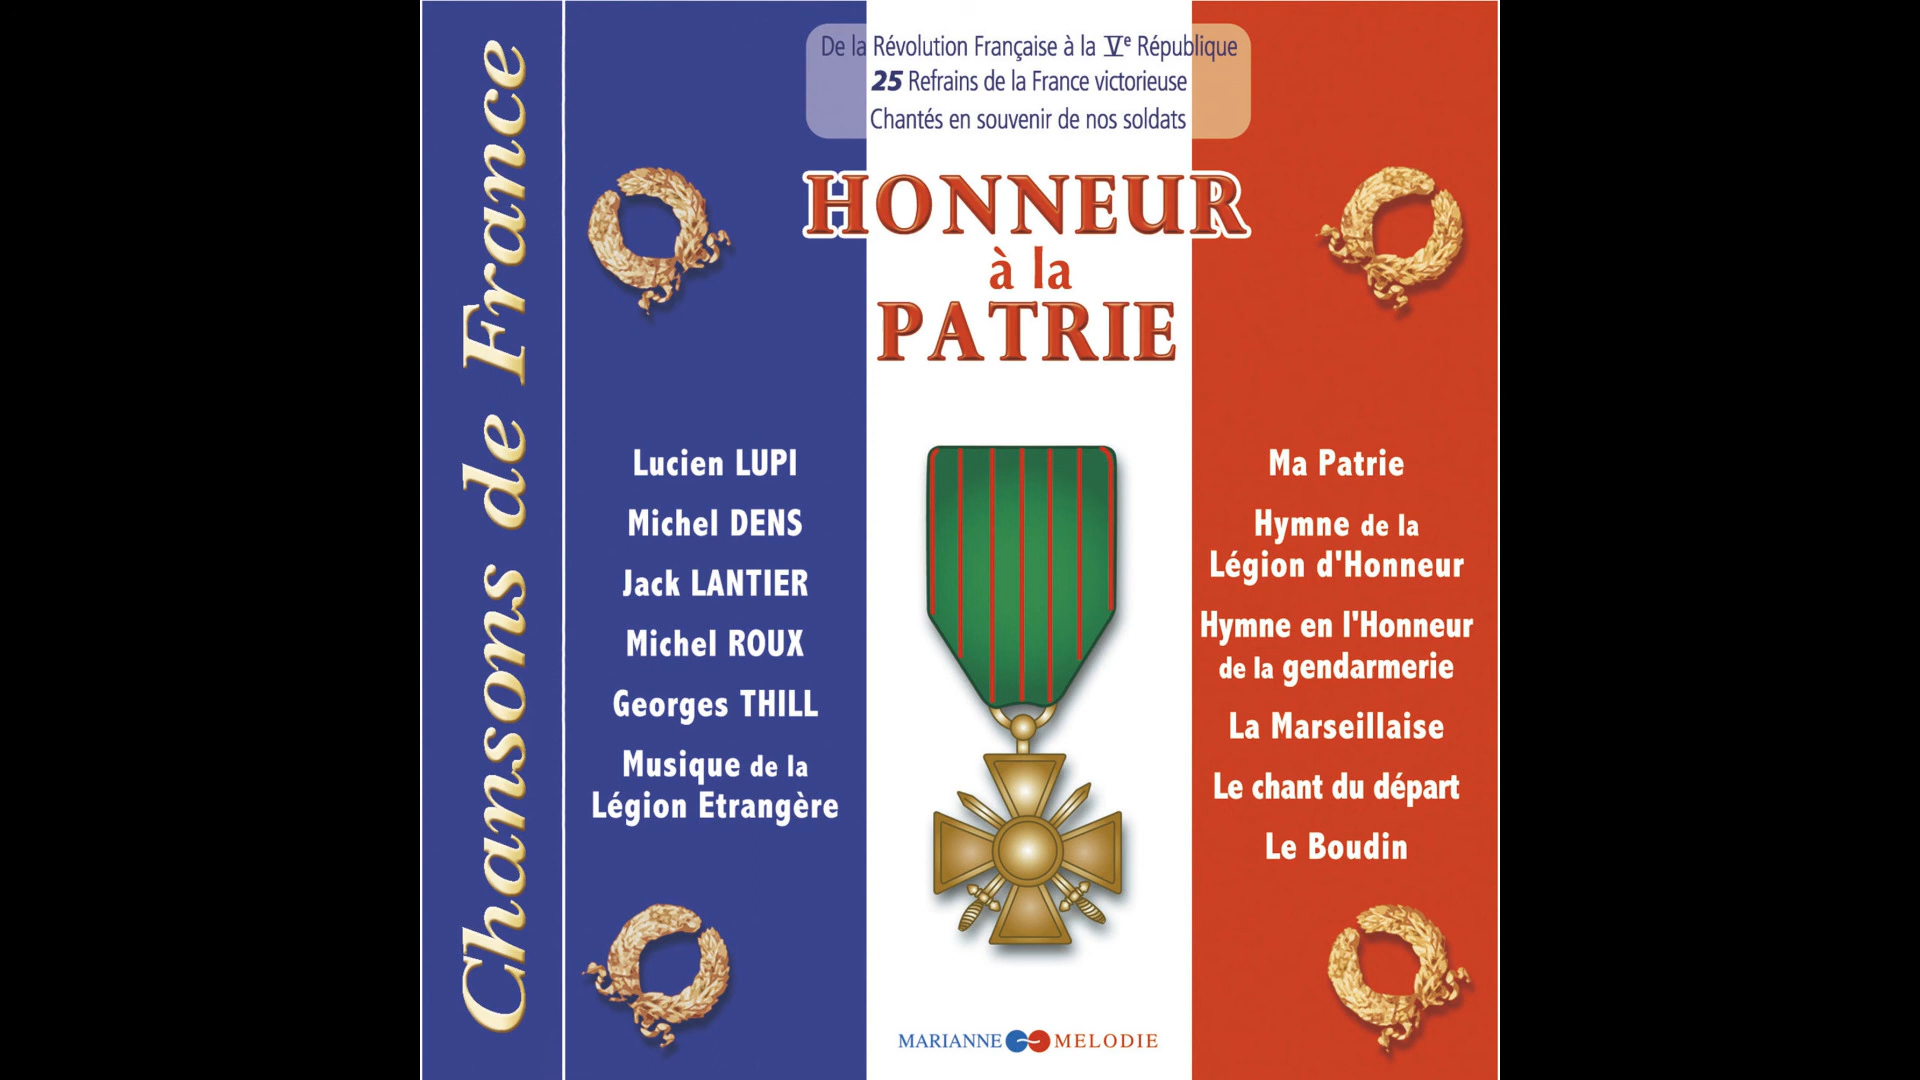 Chansons de France
De la Révolution Française à la Ve République
25 Refrains de la France victorieuse
Chantés en souvenir de nos soldats
HONNEUR
à la
PATRIE
Lucien LUPI
Michel DENS
Jack LANTIER
Michel ROUX
Georges THILL
Musique de la
Légion Etrangère
Ma Patrie
Hymne de la
Légion d'Honneur
Hymne en l'Honneur
de la gendarmerie
La Marseillaise
Le chant du départ
Le Boudin
MARIANNE MELODIE